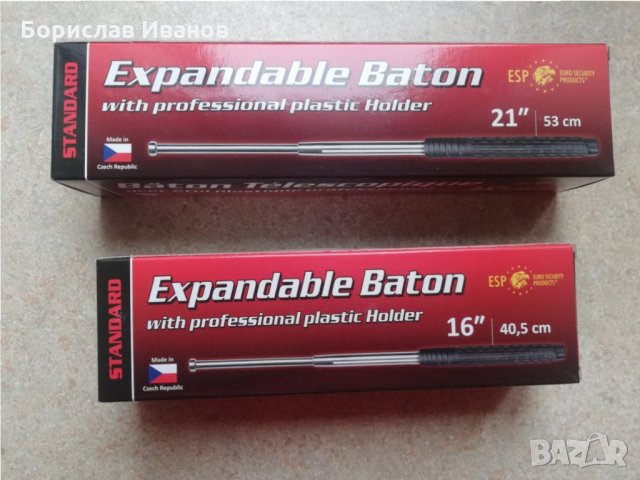 Борислав Иванов
STANDARD
Expandable Baton
with professional plastic Holder
ESP
EURO SECURITY
PRODUCTS
21″ 53 cm
Made in
Czech Republic
Bâton Télescopique
STANDARD
Expandable Baton
with professional plastic Holder
ESP
EURO SECURITY
PRODUCTS
16″ 40,5 cm
Made in
Czech Republic
BAZAR